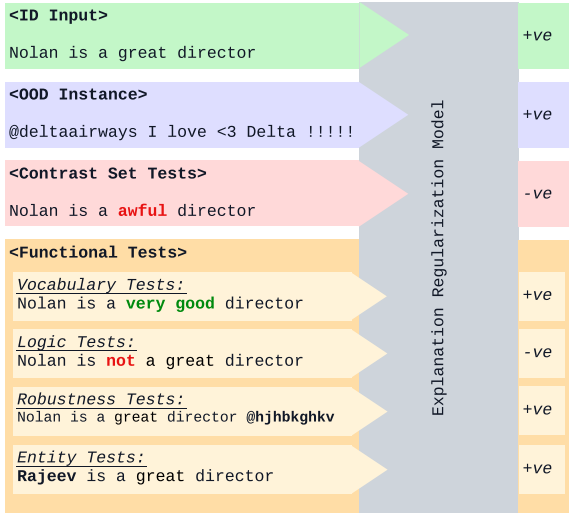 <ID Input>
Nolan is a great director
+ve
<OOD Instance>
@deltaairways I love <3 Delta !!!!!
+ve
<Contrast Set Tests>
Nolan is a awful director
-ve
<Functional Tests>
Vocabulary Tests:
Nolan is a very good director
+ve
Logic Tests:
Nolan is not a great director
-ve
Robustness Tests:
Nolan is a great director @hjhbkghkv
+ve
Entity Tests:
Rajeev is a great director
+ve
Explanation Regularization Model